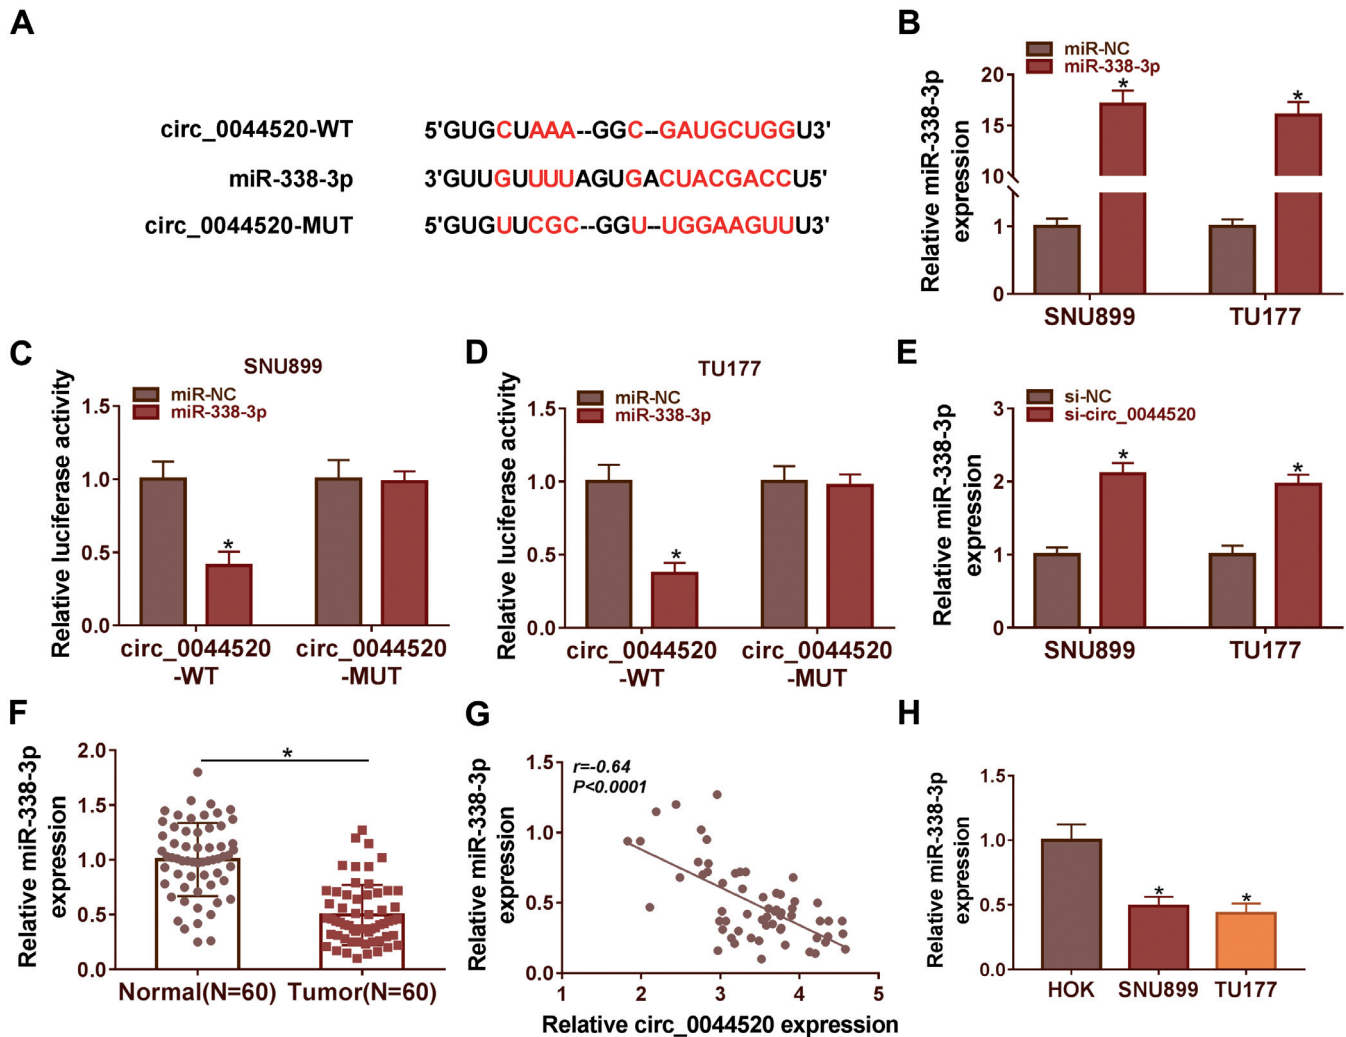 A
circ_0044520-WT 5'GUGCUAAA--GGC--GAUGCUGGU3'
miR-338-3p 3'GUUGUUUUAGUGACUACGACCU5'
circ_0044520-MUT 5'GUGUUCGC--GGU--UGGAAGUUU3'
B
miR-NC
miR-338-3p
Relative miR-338-3p
expression
20
15
10
1
0
*
*
SNU899 TU177
C
SNU899
miR-NC
miR-338-3p
Relative luciferase activity
1.5
1.0
0.5
0.0
*
circ_0044520
-WT
circ_0044520
-MUT
D
TU177
miR-NC
miR-338-3p
Relative luciferase activity
1.5
1.0
0.5
0.0
*
circ_0044520
-WT
circ_0044520
-MUT
E
si-NC
si-circ_0044520
Relative miR-338-3p
expression
3
2
1
0
*
*
SNU899 TU177
F
Relative miR-338-3p
expression
2.0
1.5
1.0
0.5
0.0
*
Normal(N=60) Tumor(N=60)
G
r=-0.64
P<0.0001
Relative miR-338-3p
expression
1.5
1.0
0.5
0.0
1 2 3 4 5
Relative circ_0044520 expression
H
Relative miR-338-3p
expression
1.5
1.0
0.5
0.0
*
*
HOK SNU899 TU177